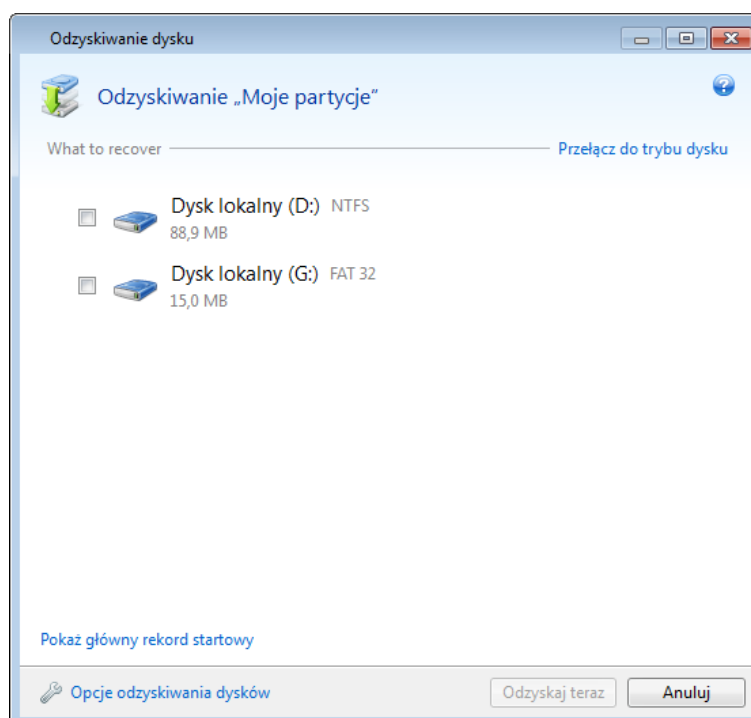 Odzyskiwanie dysku
Odzyskiwanie „Moje partycje"
What to recover Przełącz do trybu dysku
Dysk lokalny (D:) NTFS
88,9 MB
Dysk lokalny (G:) FAT 32
15,0 MB
Pokaż główny rekord startowy
Opcje odzyskiwania dysków Odzyskaj teraz Anuluj